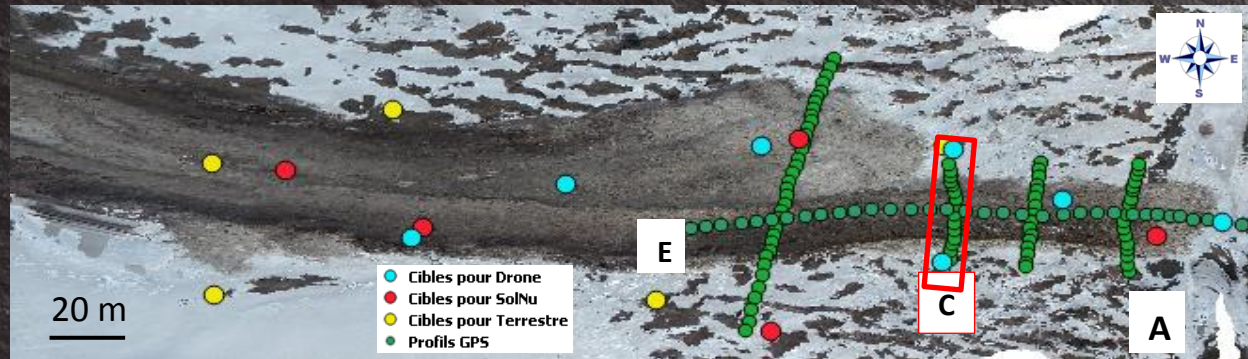 N
W E
S
E
C
A
20 m
Cibles pour Drone
Cibles pour SolNu
Cibles pour Terrestre
Profils GPS